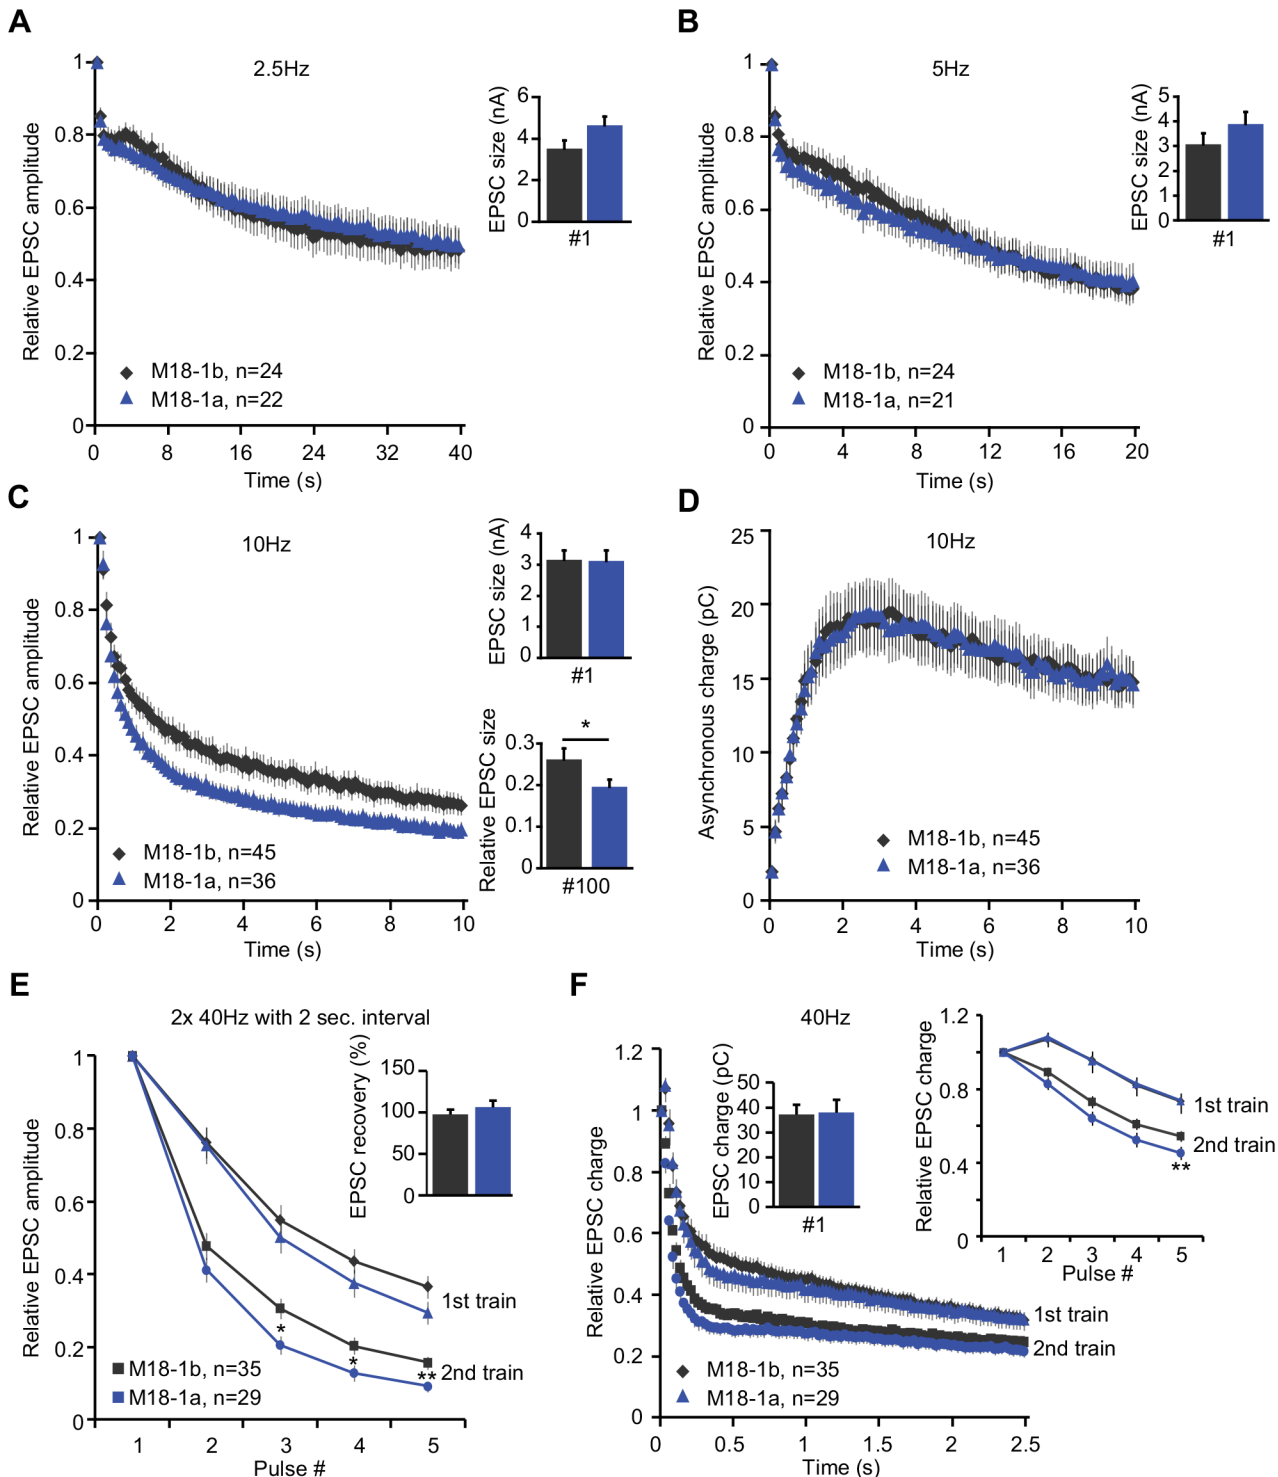 A
2.5Hz
Relative EPSC amplitude
1
0.8
0.6
0.4
0.2
0
0 8 16 24 32 40
Time (s)
M18-1b, n=24
M18-1a, n=22
EPSC size (nA)
6
4
2
0
#1
B
5Hz
Relative EPSC amplitude
1
0.8
0.6
0.4
0.2
0
0 4 8 12 16 20
Time (s)
M18-1b, n=24
M18-1a, n=21
EPSC size (nA)
5
4
3
2
1
0
#1
C
10Hz
Relative EPSC amplitude
1
0.8
0.6
0.4
0.2
0
0 2 4 6 8 10
Time (s)
M18-1b, n=45
M18-1a, n=36
EPSC size (nA)
4
3
2
1
0
#1
Relative EPSC size
0.3
0.2
0.1
0
*
#100
D
10Hz
Asynchronous charge (pC)
25
20
15
10
5
0
0 2 4 6 8 10
Time (s)
M18-1b, n=45
M18-1a, n=36
E
2x 40Hz with 2 sec. interval
Relative EPSC amplitude
1
0.8
0.6
0.4
0.2
0
1 2 3 4 5
Pulse #
1st train
2nd train
*
*
**
M18-1b, n=35
M18-1a, n=29
EPSC recovery (%)
150
100
50
0
F
40Hz
Relative EPSC charge
1.2
1
0.8
0.6
0.4
0.2
0
0 0.5 1 1.5 2 2.5
Time (s)
1st train
2nd train
M18-1b, n=35
M18-1a, n=29
EPSC charge (pC)
50
40
30
20
10
0
#1
Relative EPSC charge
1.2
0.8
0.4
0
1 2 3 4 5
Pulse #
1st train
2nd train
**